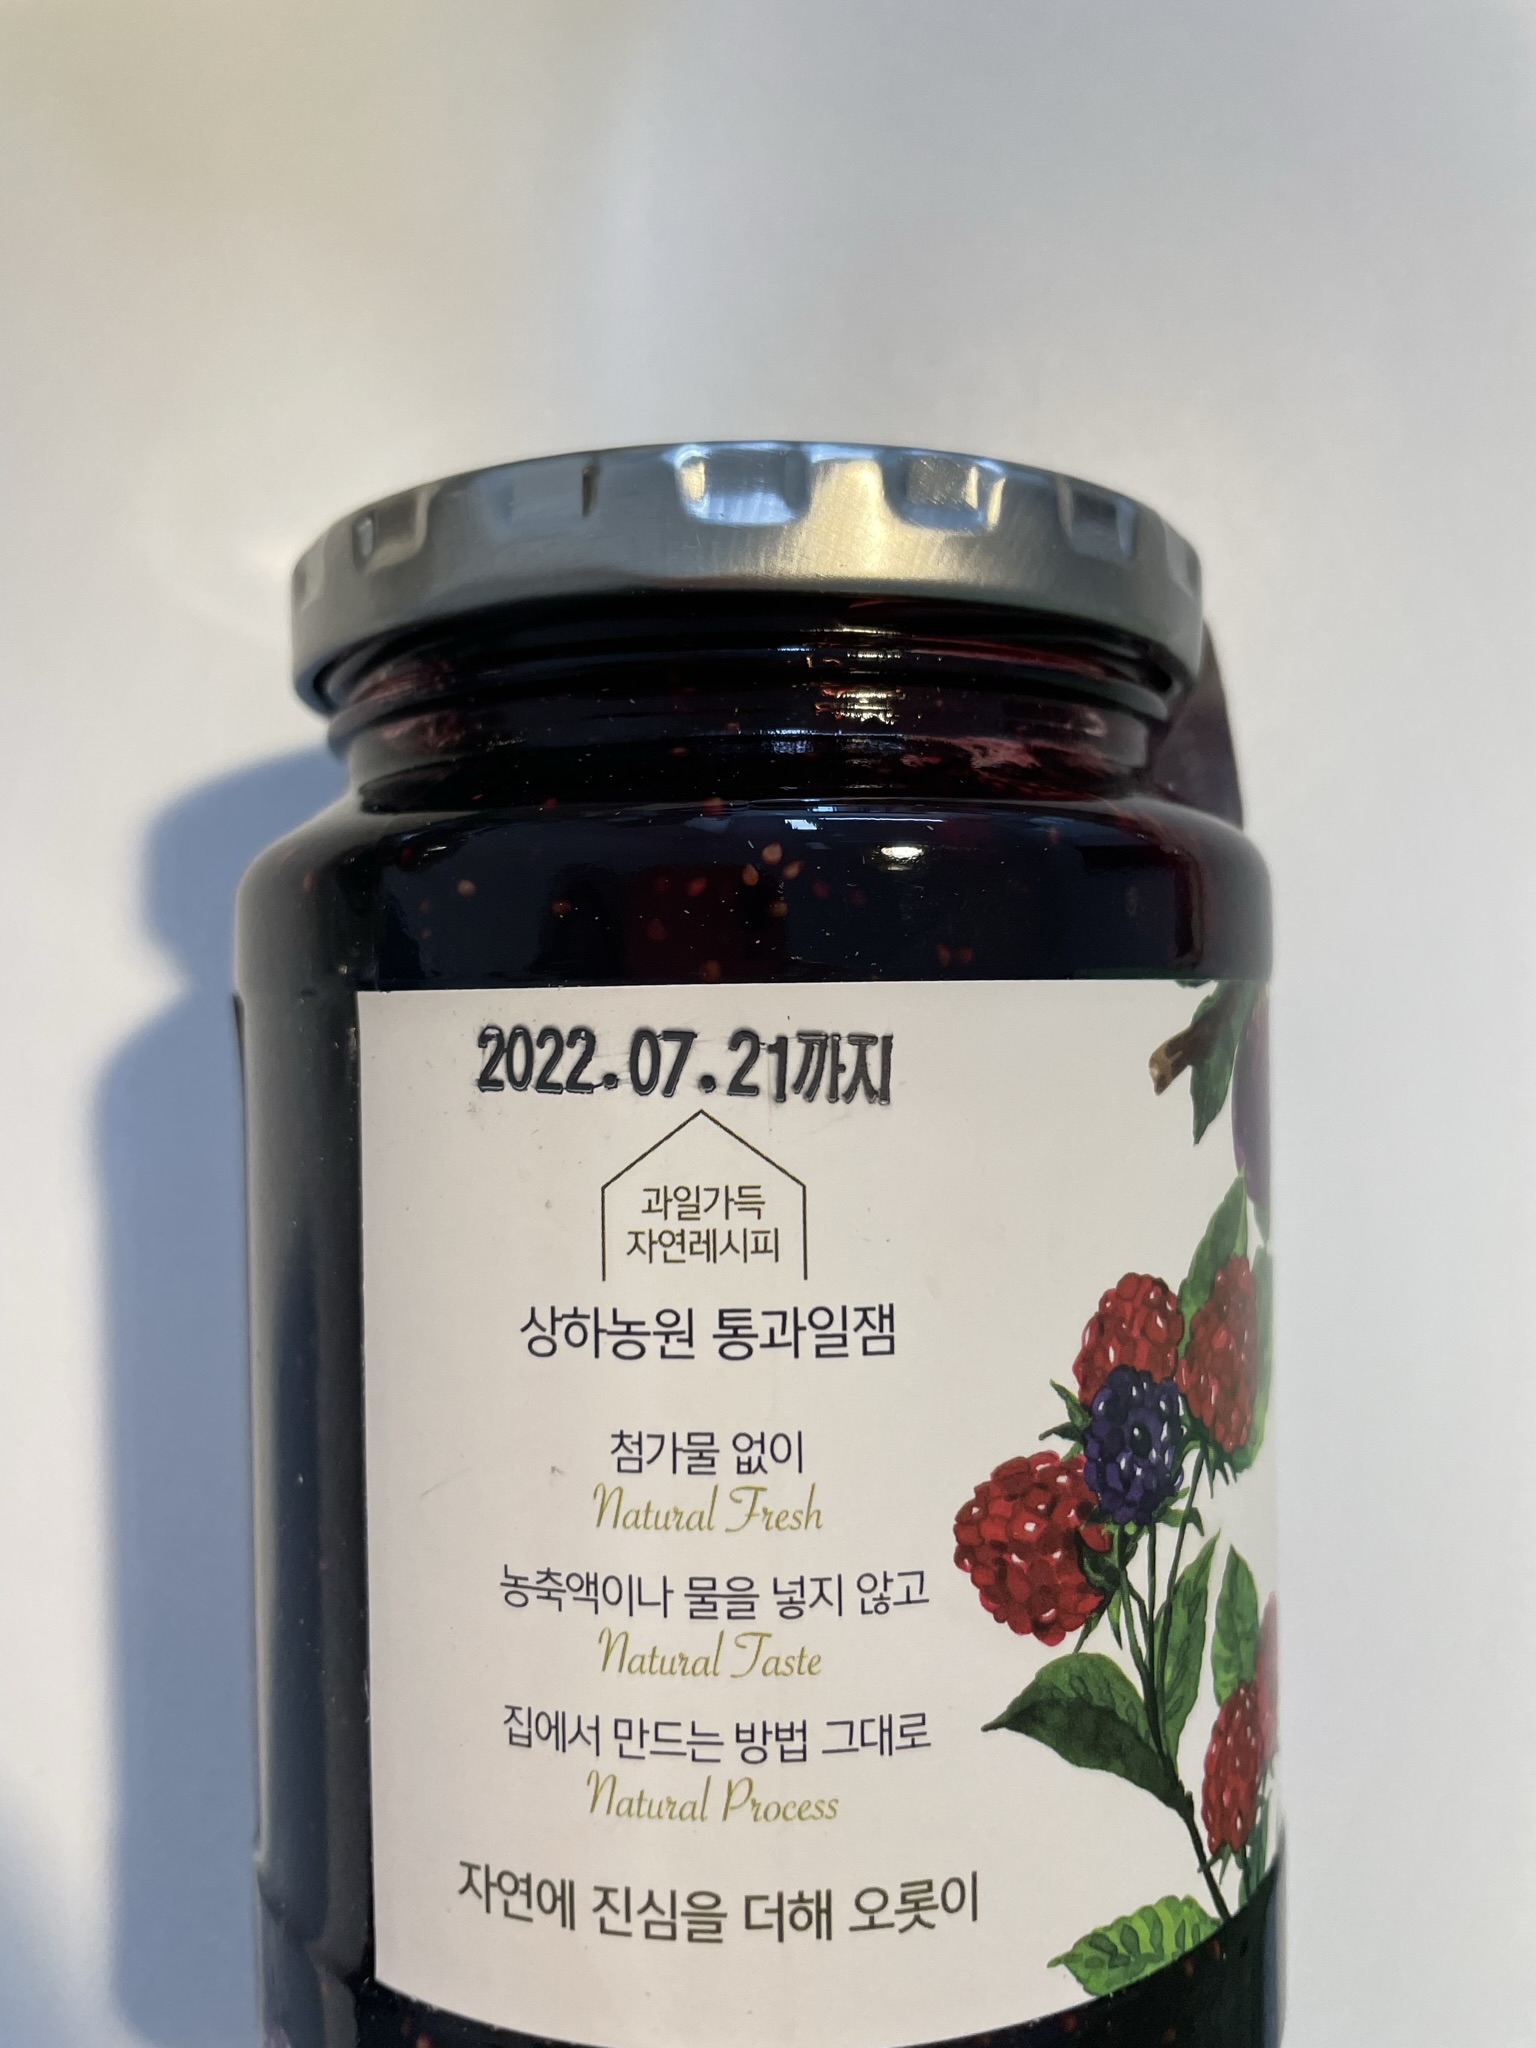 2022.07.21까지
과일가득
자연레시피
상하농원 통과일잼
첨가물 없이
Natural Fresh
농축액이나 물을 넣지 않고
Natural Taste
집에서 만드는 방법 그대로
Natural Process
자연에 진심을 더해 오롯이